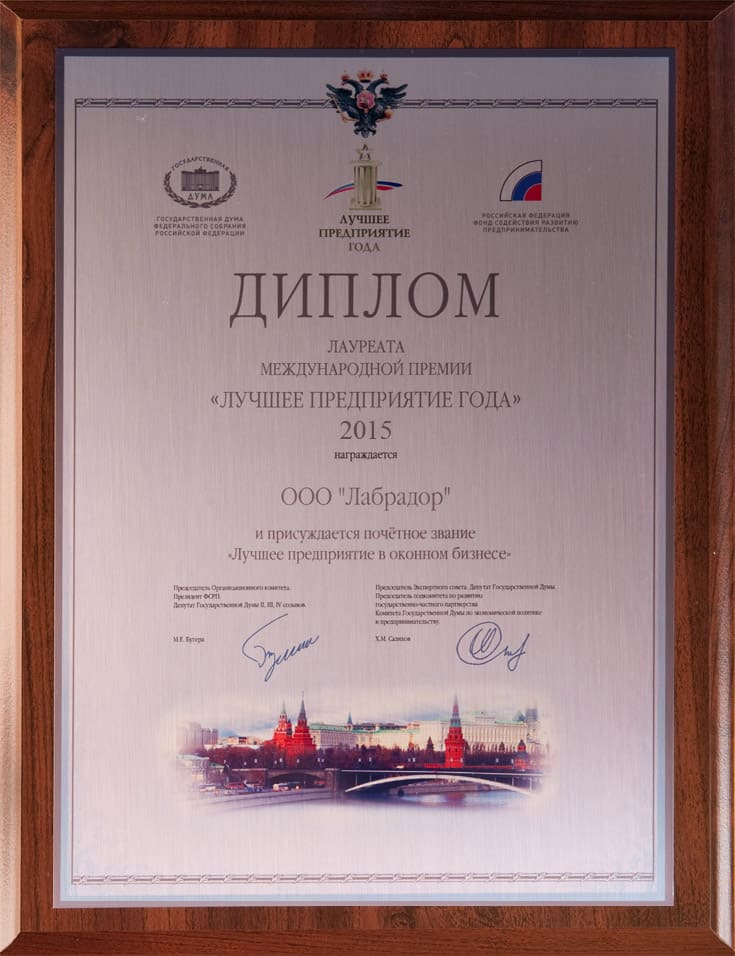 ГОСУДАРСТВЕННАЯ
ДУМА
ГОСУДАРСТВЕННАЯ ДУМА
ФЕДЕРАЛЬНОГО СОБРАНИЯ
РОССИЙСКОЙ ФЕДЕРАЦИИ
ЛУЧШЕЕ
ПРЕДПРИЯТИЕ
ГОДА
РОССИЙСКАЯ ФЕДЕРАЦИЯ
ФОНД СОДЕЙСТВИЯ РАЗВИТИЮ
ПРЕДПРИНИМАТЕЛЬСТВА
ДИПЛОМ
ЛАУРЕАТА
МЕЖДУНАРОДНОЙ ПРЕМИИ
«ЛУЧШЕЕ ПРЕДПРИЯТИЕ ГОДА»
2015
награждается
ООО "Лабрадор"
и присуждается почётное звание
«Лучшее предприятие в оконном бизнесе»
Председатель Организационного комитета.
Президент ФСРП.
Депутат Государственной Думы II, III, IV созывов.
М.Е. Бугера
Председатель Экспертного совета. Депутат Государственной Думы.
Председатель подкомитета по развитию
государственно-частного партнерства
Комитета Государственной Думы по экономической политике
и предпринимательству.
Х.М. Салихов